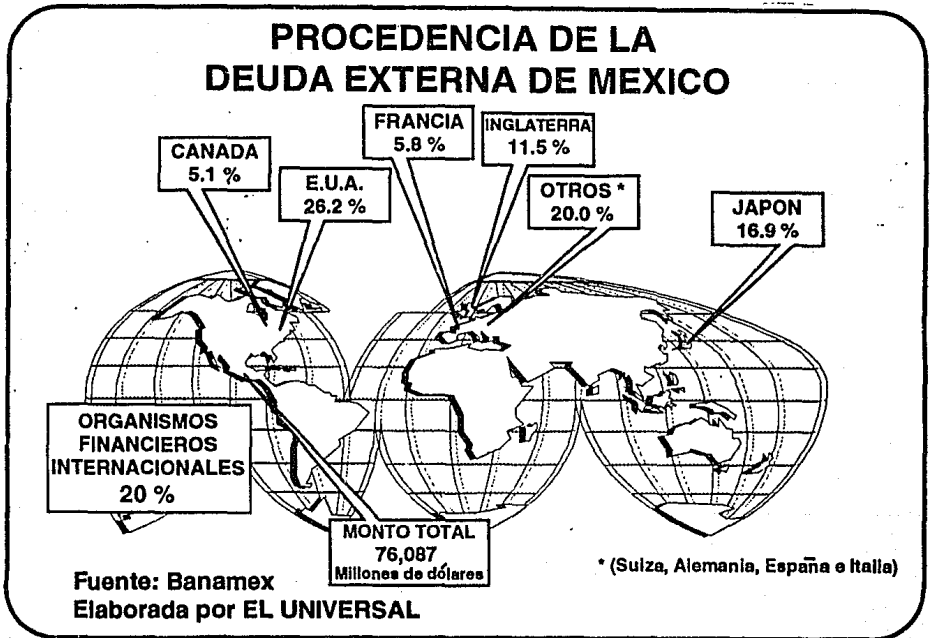 PROCEDENCIA DE LA
DEUDA EXTERNA DE MEXICO
CANADA
5.1 %
E.U.A.
26.2 %
FRANCIA
5.8 %
INGLATERRA
11.5 %
OTROS *
20.0 %
JAPON
16.9 %
ORGANISMOS
FINANCIEROS
INTERNACIONALES
20 %
MONTO TOTAL
76,087
Millones de dólares
* (Suiza, Alemania, España e Italia)
Fuente: Banamex
Elaborada por EL UNIVERSAL